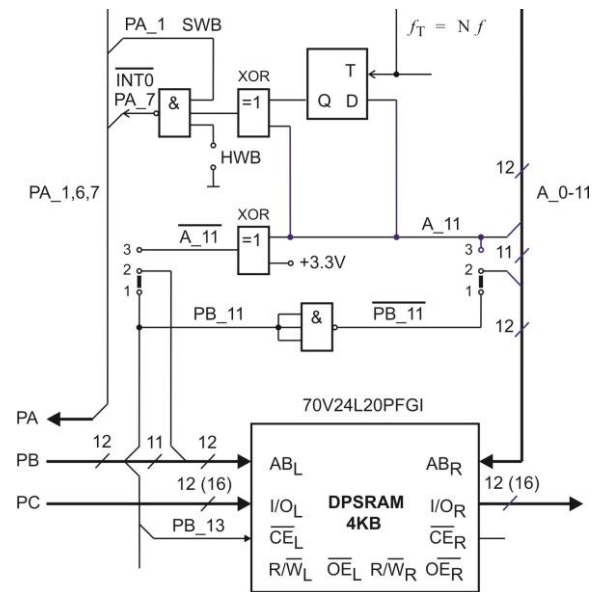 PA_1 SWB
f_T = N f
INT0
PA_7
&
XOR
=1
T
Q D
HWB
12
PA_1,6,7
A_0-11
XOR
A_11
=1
A_11
+3.3V
3
2
1
3
2
1
11
PB_11
&
PB_11
12
70V24L20PFGI
PA
PB
12
11
12
AB_L
AB_R
PC
12 (16)
I/O_L
DPSRAM
4KB
I/O_R
12 (16)
PB_13
CE_L
CE_R
R/W_L OE_L R/W_R OE_R